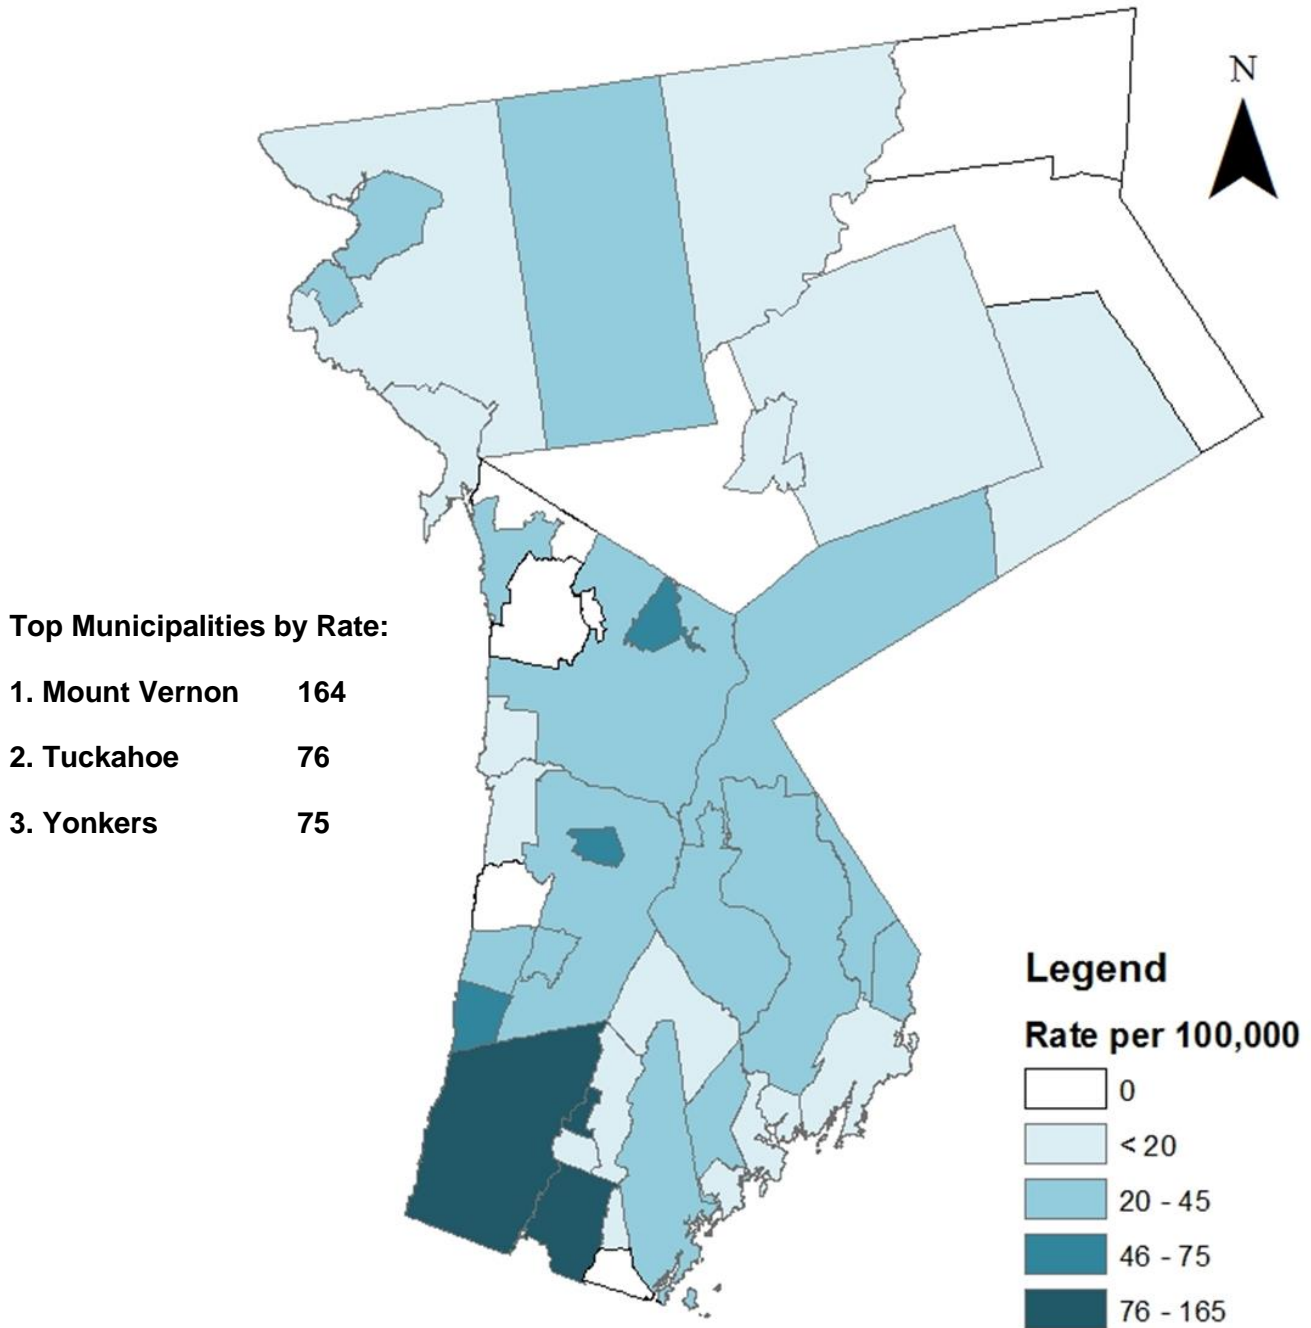 N
Top Municipalities by Rate:
1. Mount Vernon 164
2. Tuckahoe 76
3. Yonkers 75
Legend
Rate per 100,000
0
< 20
20 - 45
46 - 75
76 - 165